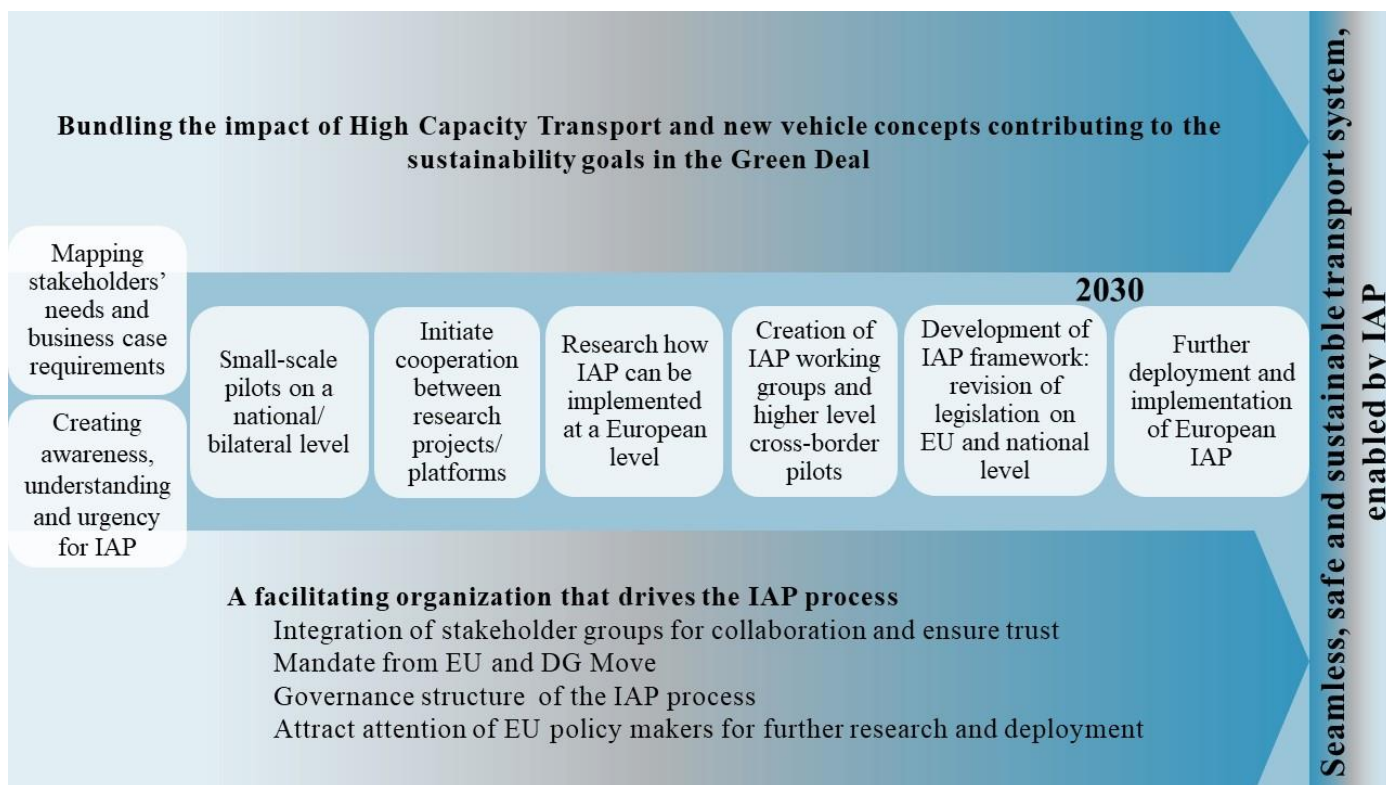 Bundling the impact of High Capacity Transport and new vehicle concepts contributing to the
sustainability goals in the Green Deal
Mapping
stakeholders’
needs and
business case
requirements
Creating
awareness,
understanding
and urgency
for IAP
Small-scale
pilots on a
national/
bilateral level
Initiate
cooperation
between
research
projects/
platforms
Research how
IAP can be
implemented
at a European
level
Creation of
IAP working
groups and
higher level
cross-border
pilots
2030
Development of
IAP framework:
revision of
legislation on
EU and national
level
Further
deployment and
implementation
of European
IAP
A facilitating organization that drives the IAP process
Integration of stakeholder groups for collaboration and ensure trust
Mandate from EU and DG Move
Governance structure of the IAP process
Attract attention of EU policy makers for further research and deployment
Seamless, safe and sustainable transport system,
enabled by IAP